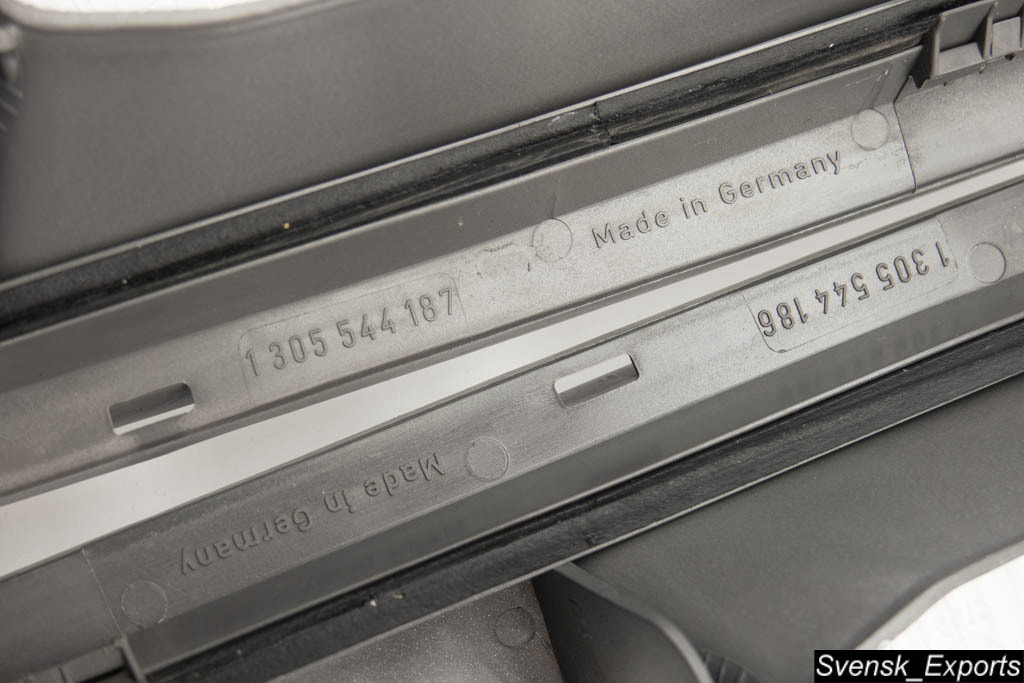 Made in Germany
1 305 544 187
1 305 544 186
Made in Germany
Svensk_Exports